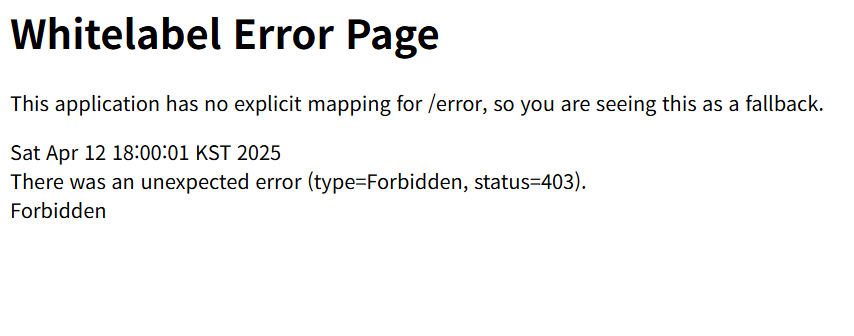 Whitelabel Error Page
This application has no explicit mapping for /error, so you are seeing this as a fallback.
Sat Apr 12 18:00:01 KST 2025
There was an unexpected error (type=Forbidden, status=403).
Forbidden